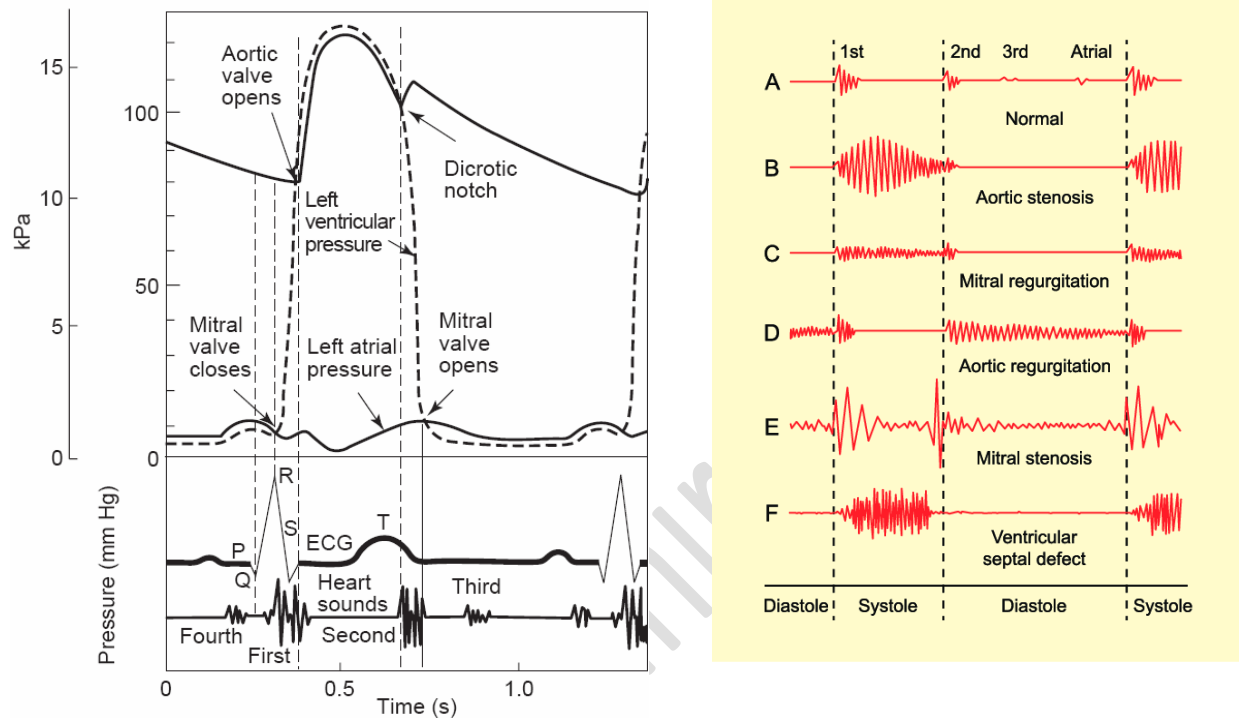 15
10
5
0
kPa
100
50
0
Pressure (mm Hg)
Aortic
valve
opens
Dicrotic
notch
Left
ventricular
pressure
Mitral
valve
closes
Left atrial
pressure
Mitral
valve
opens
R
P
Q
S
T
ECG
Heart
sounds
Fourth
First
Second
Third
0
0.5
1.0
Time (s)
1st
2nd
3rd
Atrial
A
Normal
B
Aortic stenosis
C
Mitral regurgitation
D
Aortic regurgitation
E
Mitral stenosis
F
Ventricular
septal defect
Diastole
Systole
Diastole
Systole